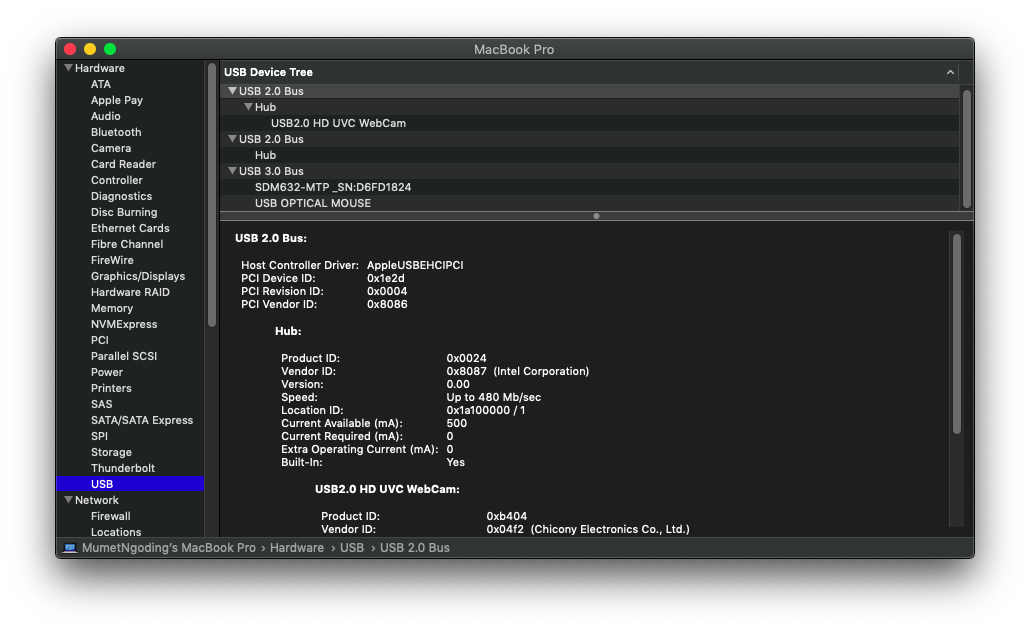 MacBook Pro
Hardware
ATA
Apple Pay
Audio
Bluetooth
Camera
Card Reader
Controller
Diagnostics
Disc Burning
Ethernet Cards
Fibre Channel
FireWire
Graphics/Displays
Hardware RAID
Memory
NVMExpress
PCI
Parallel SCSI
Power
Printers
SAS
SATA/SATA Express
SPI
Storage
Thunderbolt
USB
Network
Firewall
Locations
USB Device Tree
USB 2.0 Bus
Hub
USB2.0 HD UVC WebCam
USB 2.0 Bus
Hub
USB 3.0 Bus
SDM632-MTP _SN:D6FD1824
USB OPTICAL MOUSE
USB 2.0 Bus:
Host Controller Driver: AppleUSBEHCIPCI
PCI Device ID: 0x1e2d
PCI Revision ID: 0x0004
PCI Vendor ID: 0x8086
Hub:
Product ID: 0x0024
Vendor ID: 0x8087 (Intel Corporation)
Version: 0.00
Speed: Up to 480 Mb/sec
Location ID: 0x1a100000 / 1
Current Available (mA): 500
Current Required (mA): 0
Extra Operating Current (mA): 0
Built-In: Yes
USB2.0 HD UVC WebCam:
Product ID: 0xb404
Vendor ID: 0x04f2 (Chicony Electronics Co., Ltd.)
MumetNgoding's MacBook Pro › Hardware › USB › USB 2.0 Bus